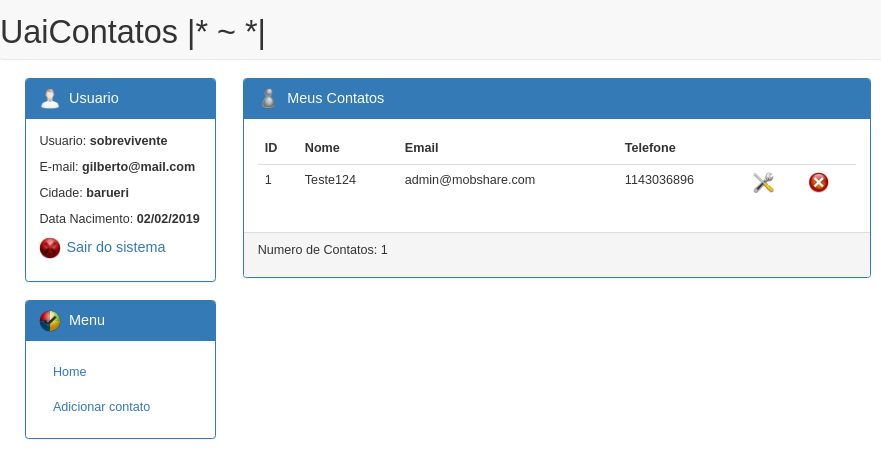 UaiContatos |* ~ *|
Usuario
Usuario: sobrevivente
E-mail: gilberto@mail.com
Cidade: barueri
Data Nacimento: 02/02/2019
Sair do sistema
Menu
Home
Adicionar contato
Meus Contatos
ID Nome Email Telefone
1 Teste124 admin@mobshare.com 1143036896
Numero de Contatos: 1